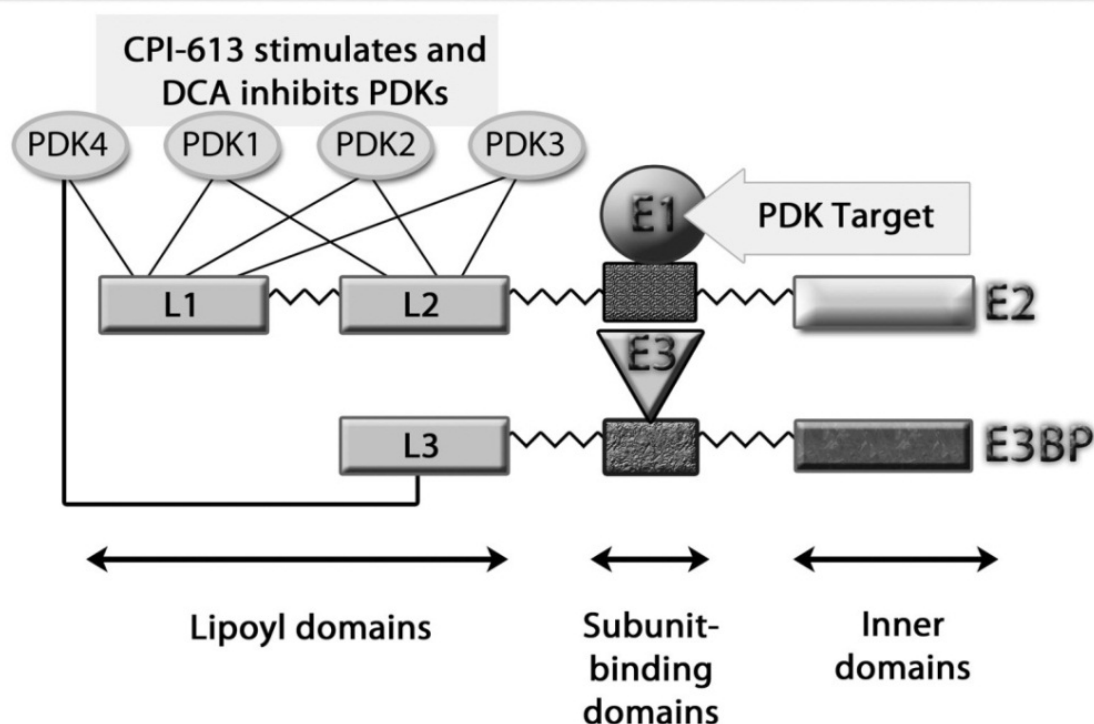 CPI-613 stimulates and
DCA inhibits PDKs
PDK4
PDK1
PDK2
PDK3
E1
PDK Target
L1
L2
E2
E3
L3
E3BP
Lipoyl domains
Subunit-
binding
domains
Inner
domains